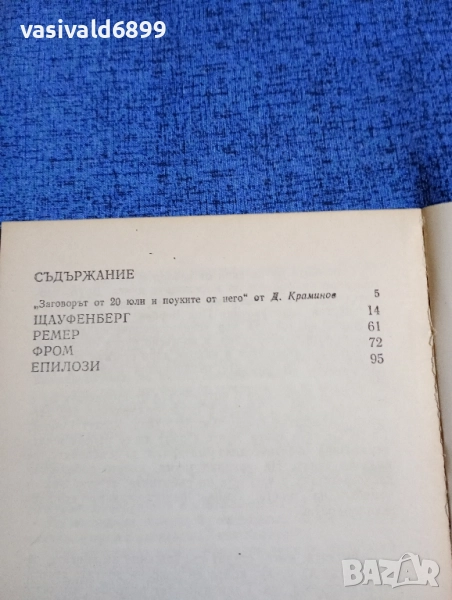 vasivald6899
СЪДЪРЖАНИЕ
„Заговорът от 20 юли и поуките от него“ от Д. Краминов 5
ЩАУФЕНБЕРГ 14
РЕМЕР 61
ФРОМ 72
ЕПИЛОЗИ 95
BAZAR